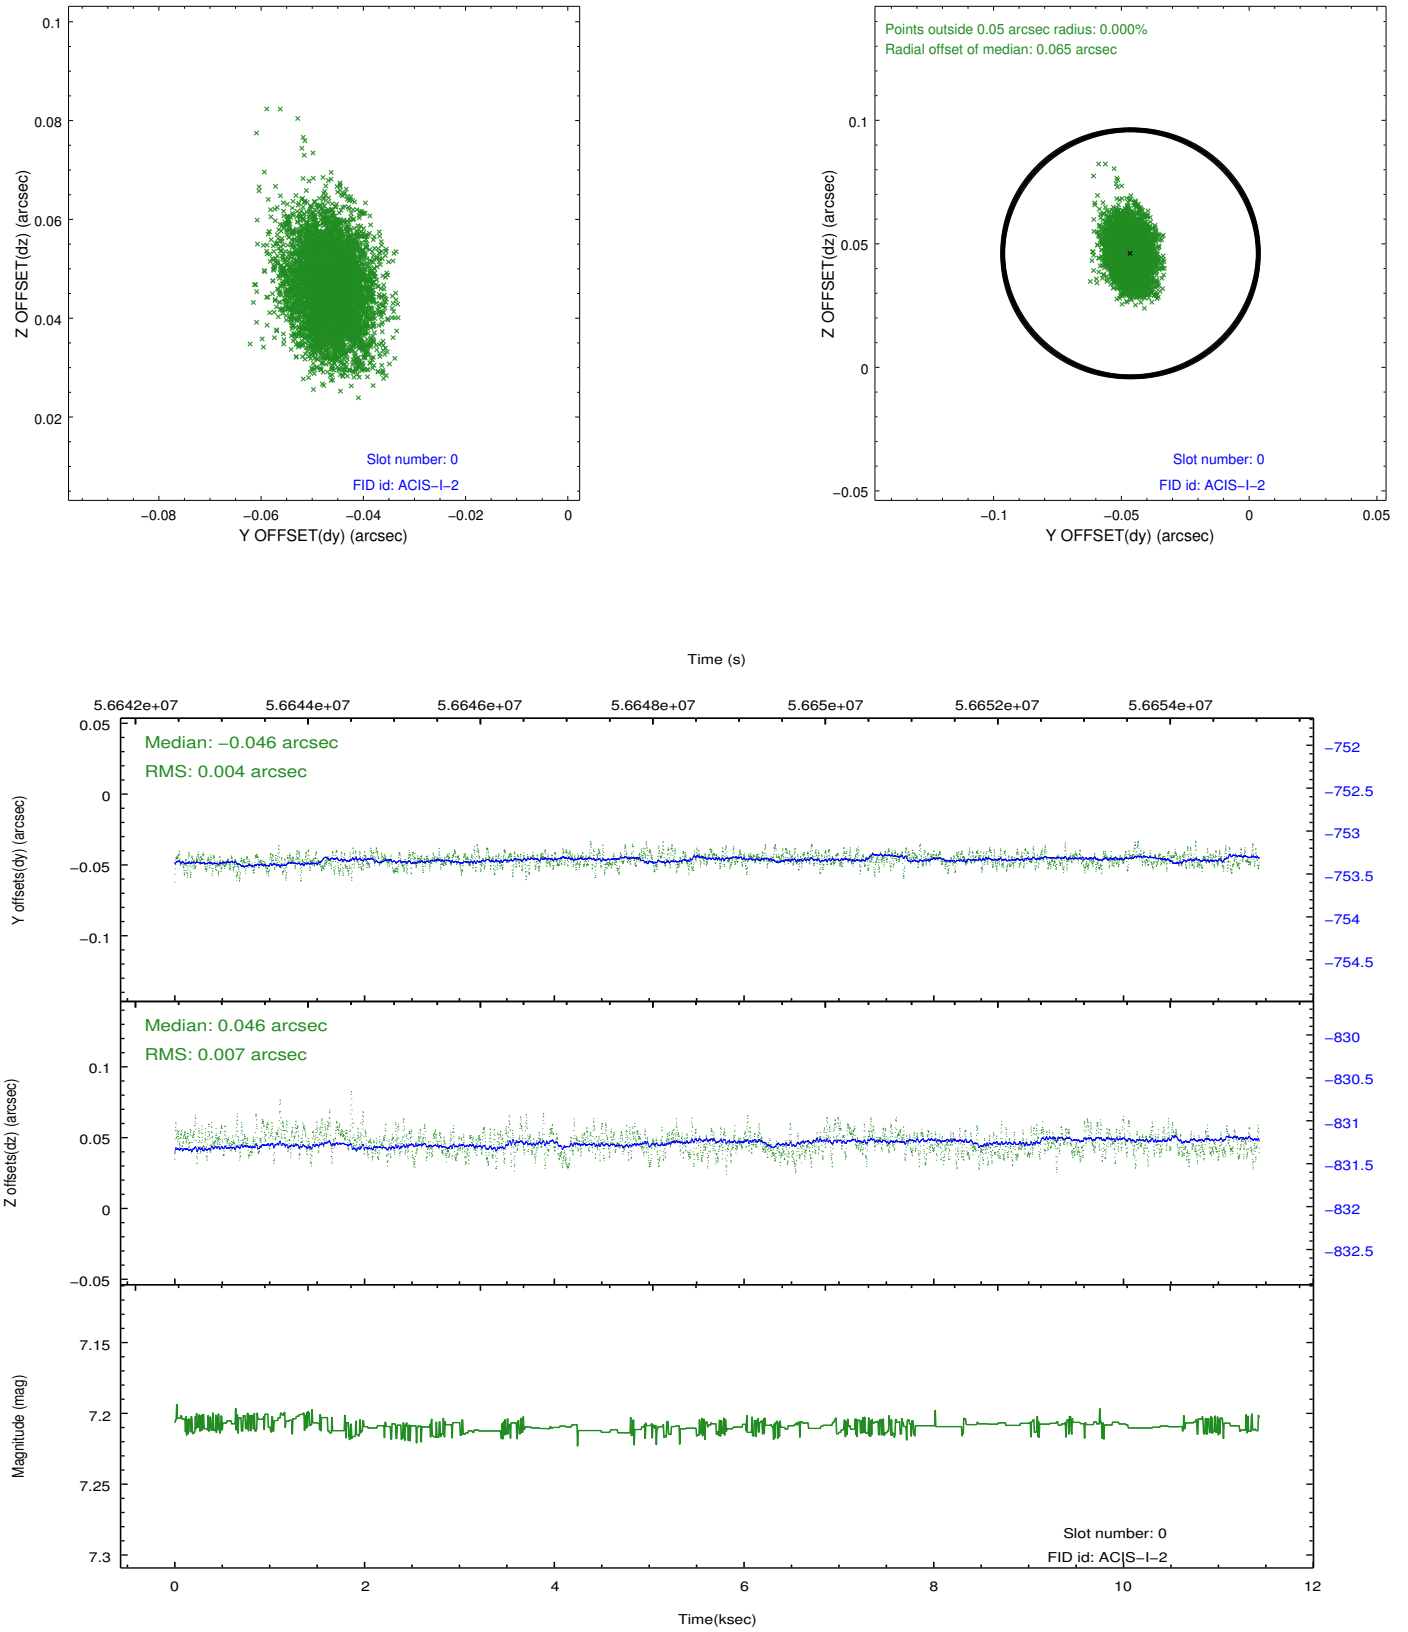 0.1
0.08
0.06
0.04
0.02
Z OFFSET(dz) (arcsec)
Slot number: 0
FID id: ACIS−I−2
−0.08 −0.06 −0.04 −0.02 0
Y OFFSET(dy) (arcsec)
Points outside 0.05 arcsec radius: 0.000%
Radial offset of median: 0.065 arcsec
0.1
0.05
0
−0.05
Z OFFSET(dz) (arcsec)
Slot number: 0
FID id: ACIS−I−2
−0.1 −0.05 0 0.05
Y OFFSET(dy) (arcsec)
Time (s)
5.6642e+07 5.6644e+07 5.6646e+07 5.6648e+07 5.665e+07 5.6652e+07 5.6654e+07
Median: −0.046 arcsec
RMS: 0.004 arcsec
0.05
0
−0.05
−0.1
Y offsets(dy) (arcsec)
−752
−752.5
−753
−753.5
−754
−754.5
Median: 0.046 arcsec
RMS: 0.007 arcsec
0.1
0.05
0
−0.05
Z offsets(dz) (arcsec)
−830
−830.5
−831
−831.5
−832
−832.5
7.15
7.2
7.25
7.3
Magnitude (mag)
Slot number: 0
FID id: ACIS−I−2
0 2 4 6 8 10 12
Time(ksec)